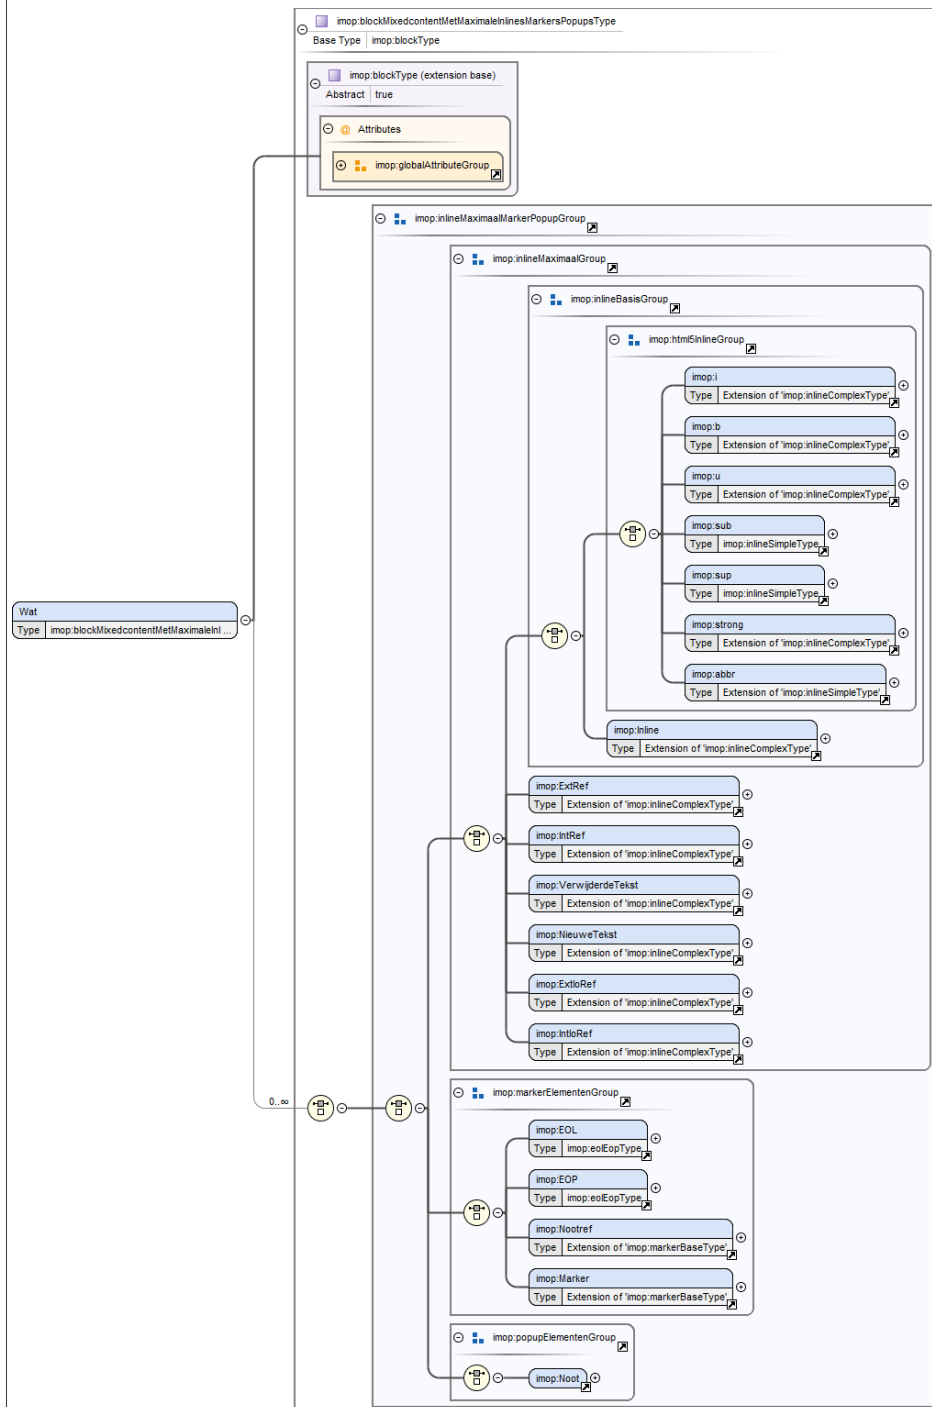 imop:blockMixedcontentMetMaximaleInlinesMarkersPopupsType
Base Type imop:blockType
imop:blockType (extension base)
Abstract true
@ Attributes
imop:globalAttributeGroup
imop:inlineMaximaalMarkerPopupGroup
imop:inlineMaximaalGroup
imop:inlineBasisGroup
imop:html5InlineGroup
imop:i
Type Extension of 'imop:inlineComplexType'
imop:b
Type Extension of 'imop:inlineComplexType'
imop:u
Type Extension of 'imop:inlineComplexType'
imop:sub
Type imop:inlineSimpleType
imop:sup
Type imop:inlineSimpleType
Wat
Type imop:blockMixedcontentMetMaximaleInl ...
imop:strong
Type Extension of 'imop:inlineComplexType'
imop:abbr
Type Extension of 'imop:inlineSimpleType'
imop:Inline
Type Extension of 'imop:inlineComplexType'
imop:ExtRef
Type Extension of 'imop:inlineComplexType'
imop:IntRef
Type Extension of 'imop:inlineComplexType'
imop:VerwijderdeTekst
Type Extension of 'imop:inlineComplexType'
imop:NieuweTekst
Type Extension of 'imop:inlineComplexType'
imop:ExtIoRef
Type Extension of 'imop:inlineComplexType'
imop:IntIoRef
Type Extension of 'imop:inlineComplexType'
imop:markerElementenGroup
0..∞
imop:EOL
Type imop:eolEopType
imop:EOP
Type imop:eolEopType
imop:Nootref
Type Extension of 'imop:markerBaseType'
imop:Marker
Type Extension of 'imop:markerBaseType'
imop:popupElementenGroup
imop:Noot